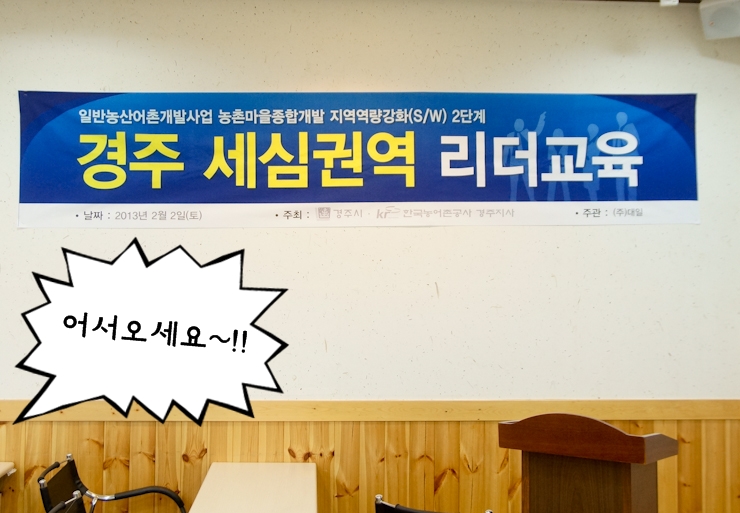 일반농산어촌개발사업 농촌마을종합개발 지역역량강화(S/W) 2단계
경주 세심권역 리더교육
• 날짜 : 2013년 2월 2일(토) • 주최 : 경주시 · 한국농어촌공사 경주지사 • 주관 : (주)대일
어서오세요~!!